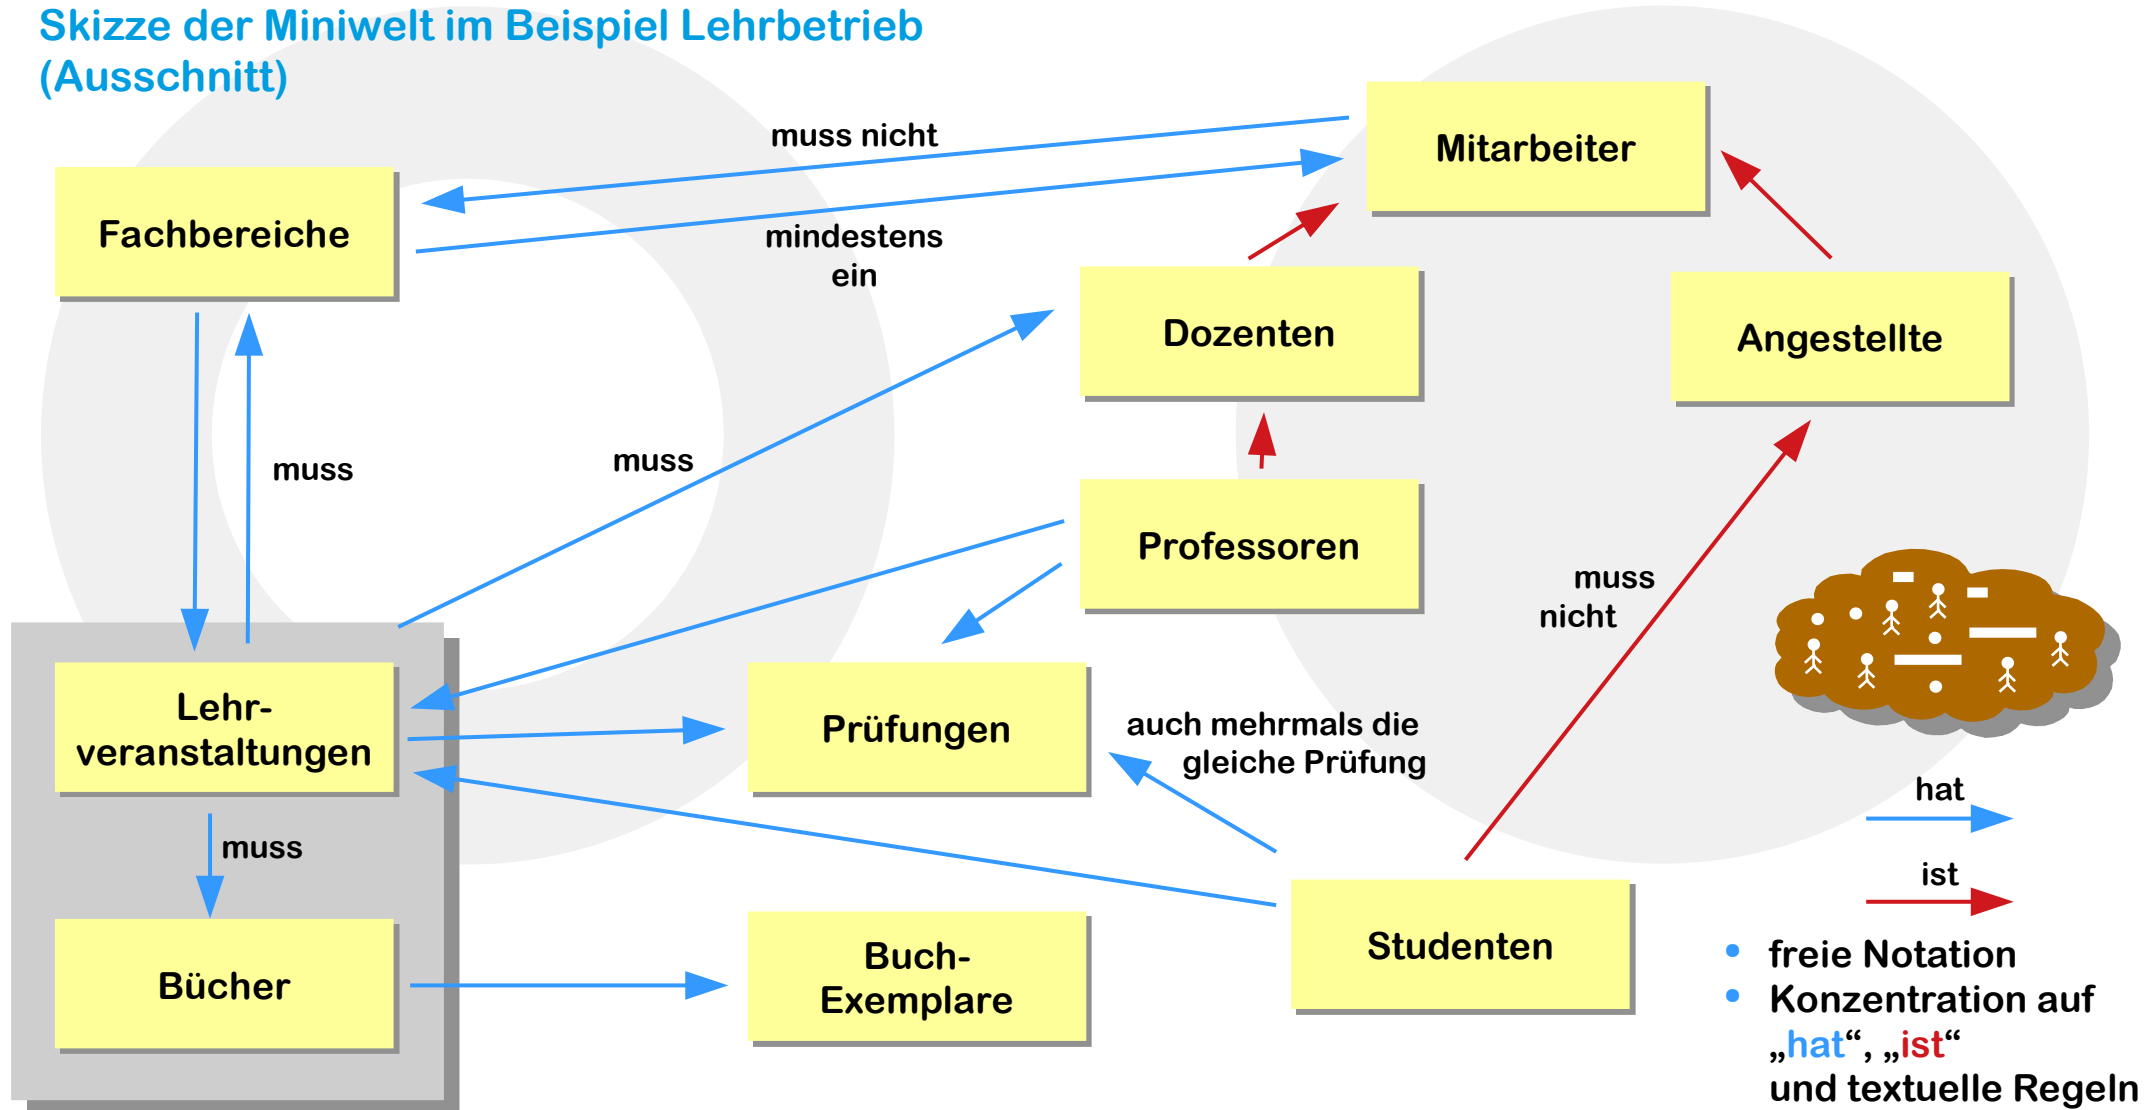 Skizze der Miniwelt im Beispiel Lehrbetrieb
(Ausschnitt)
muss nicht
Mitarbeiter
Fachbereiche
mindestens
ein
Dozenten
Angestellte
muss
muss
Professoren
muss
nicht
Lehr-
veranstaltungen
Prüfungen
auch mehrmals die
gleiche Prüfung
hat
muss
ist
Bücher
Buch-
Exemplare
Studenten
• freie Notation
• Konzentration auf
„hat“, „ist“
und textuelle Regeln